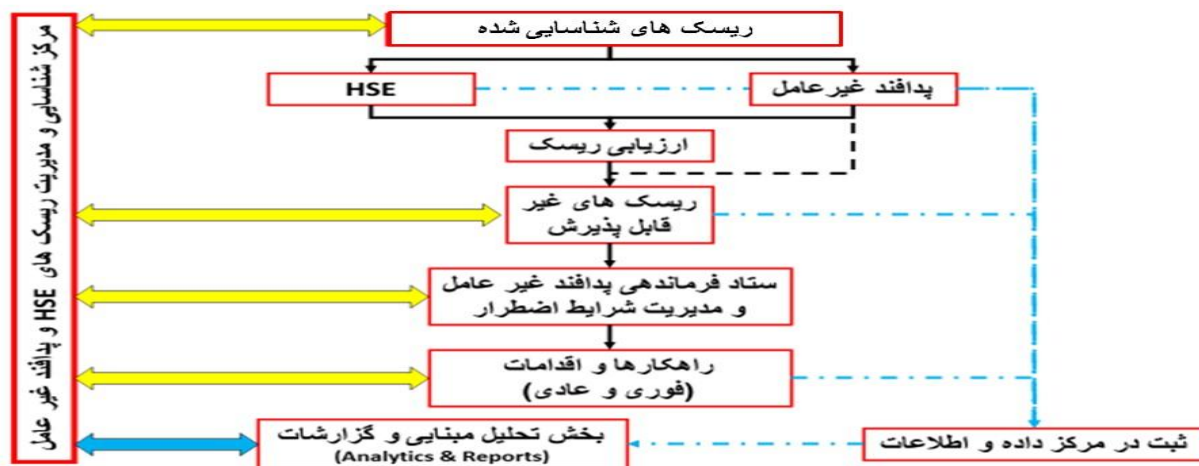 مرکز شناسایی و مدیریت ریسک های HSE و پدافند غیر عامل
ریسک های شناسایی شده
پدافند غیرعامل
HSE
ارزیابی ریسک
ریسک های غیر
قابل پذیرش
ستاد فرماندهی پدافند غیر عامل
و مدیریت شرایط اضطرار
راهکارها و اقدامات
(فوری و عادی)
ثبت در مرکز داده و اطلاعات
بخش تحلیل مبنایی و گزارشات
(Analytics & Reports)